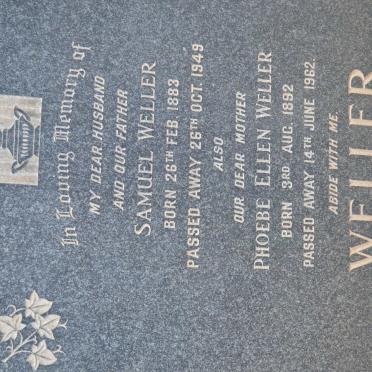 In Loving Memory of
MY DEAR HUSBAND
AND OUR FATHER
SAMUEL WELLER
BORN 26TH FEB. 1883
PASSED AWAY 26TH OCT. 1949
ALSO
OUR DEAR MOTHER
PHOEBE ELLEN WELLER
BORN 3RD AUG. 1892
PASSED AWAY 14TH JUNE 1962.
ABIDE WITH ME.
WELLER